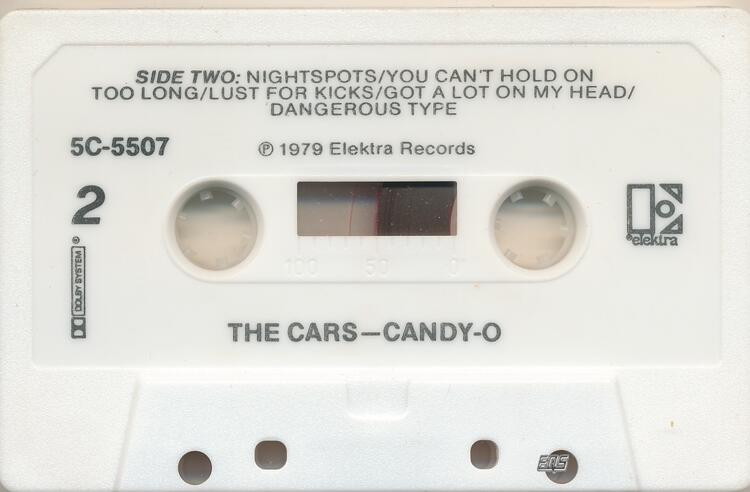 SIDE TWO: NIGHTSPOTS/YOU CAN'T HOLD ON
TOO LONG/LUST FOR KICKS/GOT A LOT ON MY HEAD/
DANGEROUS TYPE
5C-5507
℗ 1979 Elektra Records
2
elektra
® DOLBY SYSTEM
100 50 0
THE CARS—CANDY-O